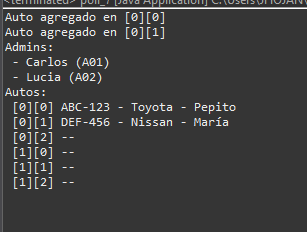 <terminated> poli_7 [Java Application] C:\Users\
Auto agregado en [0][0]
Auto agregado en [0][1]
Admins:
- Carlos (A01)
- Lucia (A02)
Autos:
[0][0] ABC-123 - Toyota - Pepito
[0][1] DEF-456 - Nissan - María
[0][2] --
[1][0] --
[1][1] --
[1][2] --